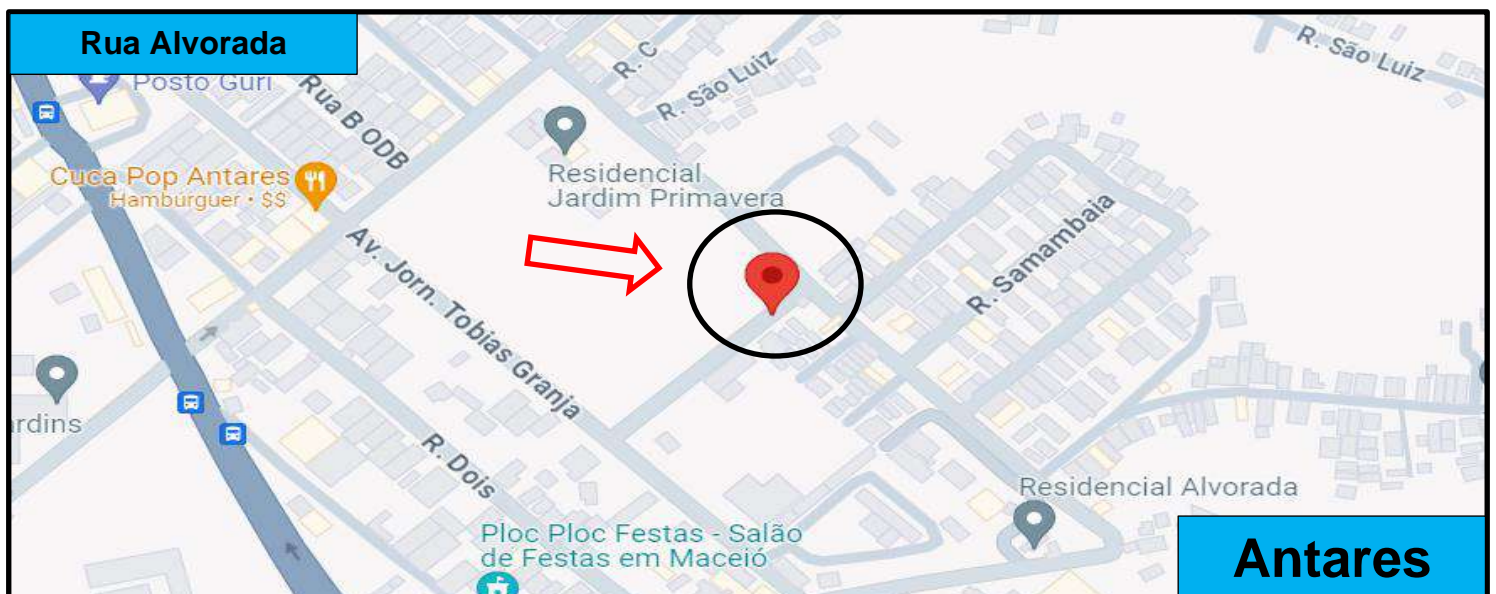 Rua Alvorada
Posto Guri
Rua B ODB
R. C
R. São Luiz
R. São Luiz
Cuca Pop Antares
Hamburguer • $$
Residencial
Jardim Primavera
R. Samambaia
Av. Jorn. Tobias Granja
rdins
R. Dois
Residencial Alvorada
Ploc Ploc Festas - Salão
de Festas em Maceió
Antares